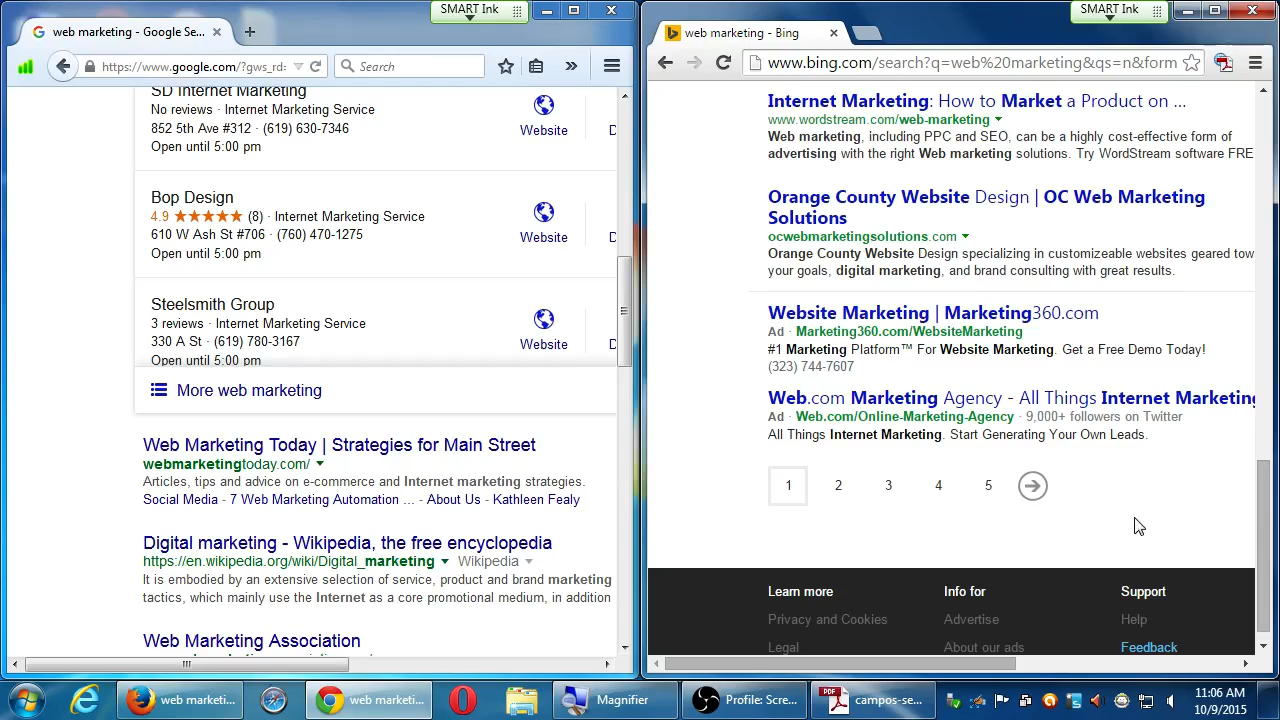 SMART Ink
web marketing - Google Se...
https://www.google.com/?gws_rd=
Search
SD Internet Marketing
No reviews · Internet Marketing Service
852 5th Ave #312 · (619) 630-7346
Open until 5:00 pm
Website
D
Bop Design
4.9 ★★★★★ (8) · Internet Marketing Service
610 W Ash St #706 · (760) 470-1275
Open until 5:00 pm
Website
D
Steelsmith Group
3 reviews · Internet Marketing Service
330 A St · (619) 780-3167
Open until 5:00 pm
Website
D
More web marketing
Web Marketing Today | Strategies for Main Street
webmarketingtoday.com/
Articles, tips and advice on e-commerce and Internet marketing strategies.
Social Media - 7 Web Marketing Automation ... - About Us - Kathleen Fealy
Digital marketing - Wikipedia, the free encyclopedia
https://en.wikipedia.org/wiki/Digital_marketing Wikipedia
It is embodied by an extensive selection of service, product and brand marketing
tactics, which mainly use the Internet as a core promotional medium, in addition
Web Marketing Association
SMART Ink
web marketing - Bing
www.bing.com/search?q=web%20marketing&qs=n&form
Internet Marketing: How to Market a Product on ...
www.wordstream.com/web-marketing
Web marketing, including PPC and SEO, can be a highly cost-effective form of
advertising with the right Web marketing solutions. Try WordStream software FRE
Orange County Website Design | OC Web Marketing
Solutions
ocwebmarketingsolutions.com
Orange County Website Design specializing in customizeable websites geared tow
your goals, digital marketing, and brand consulting with great results.
Website Marketing | Marketing360.com
Ad · Marketing360.com/WebsiteMarketing
#1 Marketing Platform™ For Website Marketing. Get a Free Demo Today!
(323) 744-7607
Web.com Marketing Agency - All Things Internet Marketing
Ad · Web.com/Online-Marketing-Agency · 9,000+ followers on Twitter
All Things Internet Marketing. Start Generating Your Own Leads.
1 2 3 4 5
Learn more Info for Support
Privacy and Cookies Advertise Help
Legal About our ads Feedback
web marketi... web marketi... Magnifier Profile: Scre... PDF campos-se...
11:06 AM
10/9/2015